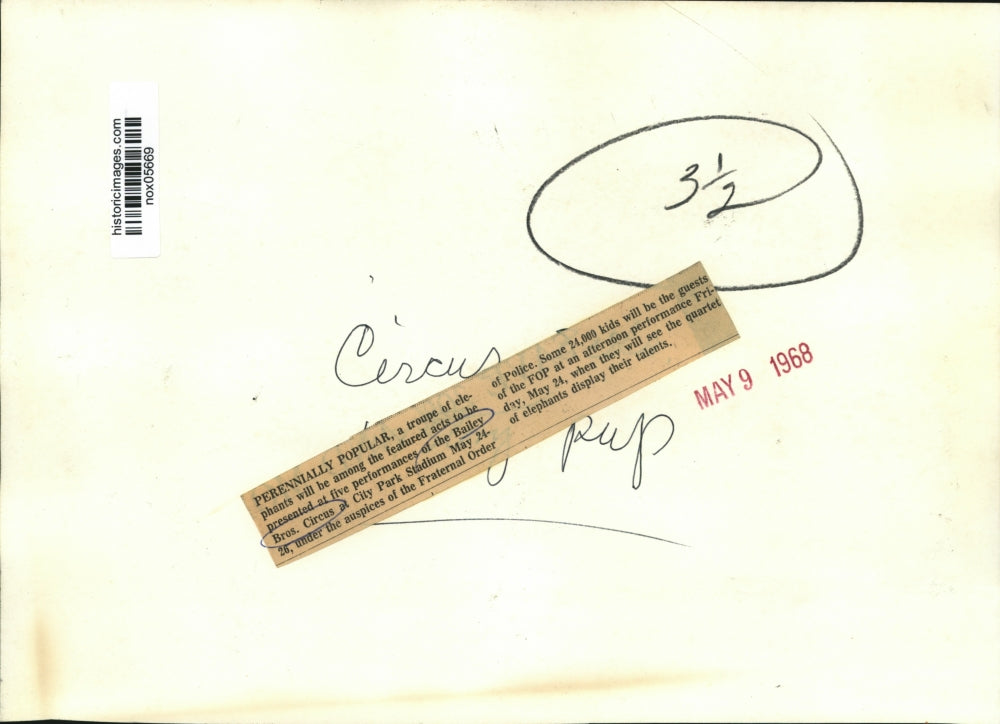 historicimages.com
nox05669
3 1/2
Circus
PERENNIALLY POPULAR, a troupe of ele-
phants will be among the featured acts to be
presented at five performances of the Bailey
Bros. Circus at City Park Stadium May 24-
26, under the auspices of the Fraternal Order
of Police. Some 24,000 kids will be the guests
of the FOP at an afternoon performance Fri-
day, May 24, when they will see the quartet
of elephants display their talents.
MAY 9 1968